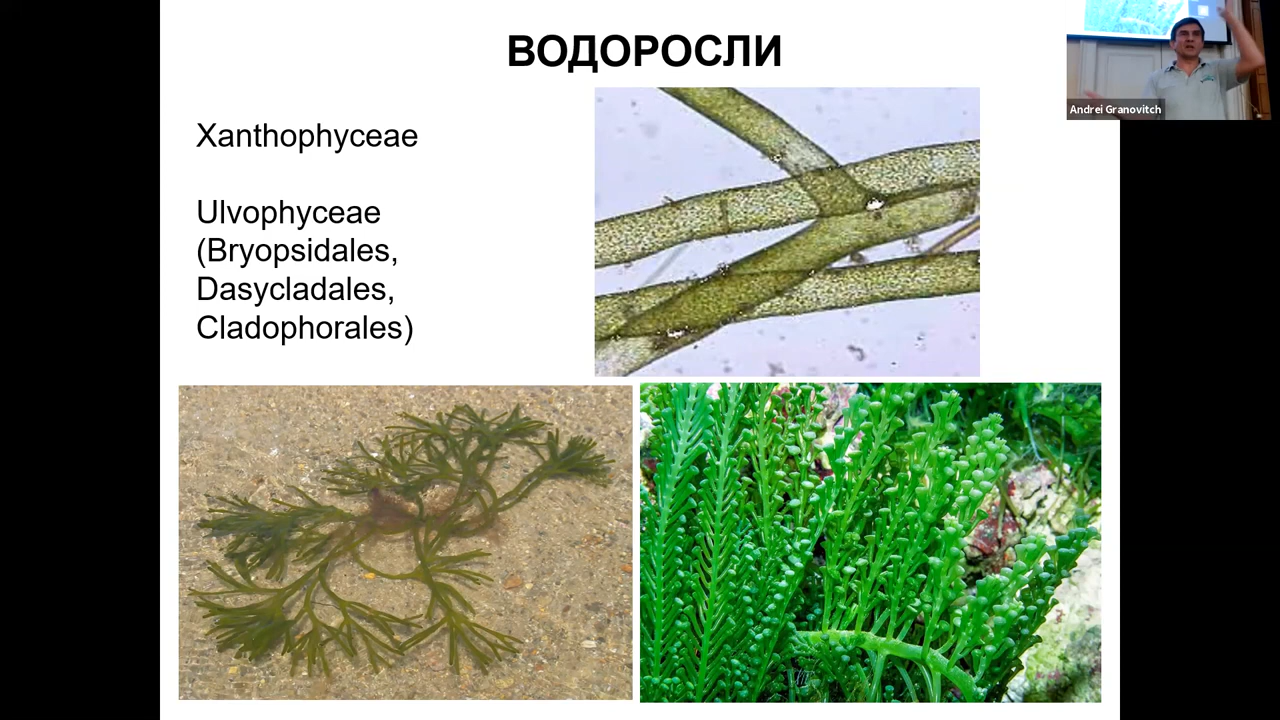 ВОДОРОСЛИ
Xanthophyceae
Ulvophyceae
(Bryopsidales,
Dasycladales,
Cladophorales)
Andrei Granovitch